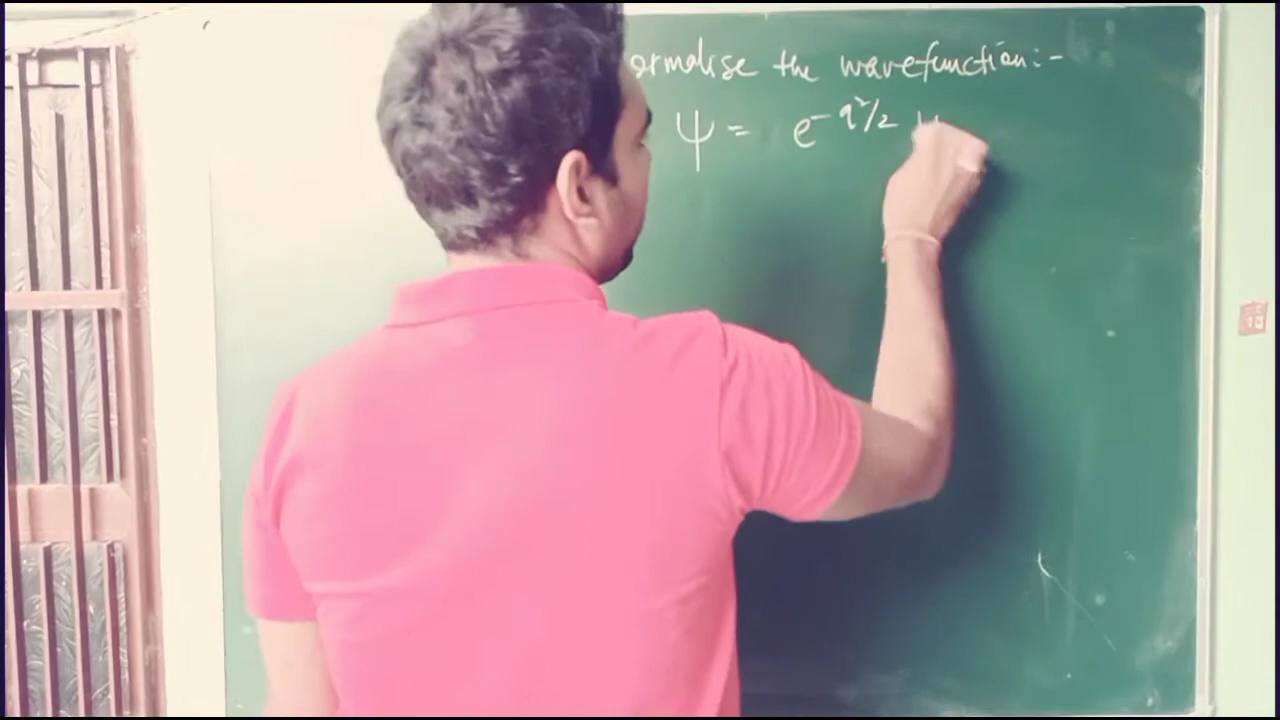 ormalise the wavefunction:-
ψ = e^{-q²/2}